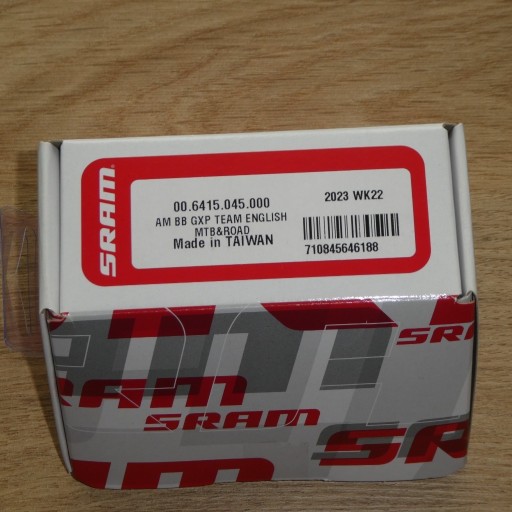 SRAM
00.6415.045.000
2023 WK22
AM BB GXP TEAM ENGLISH
MTB&ROAD
Made in TAIWAN
710845646188
SRAM
SRAM
SRAM